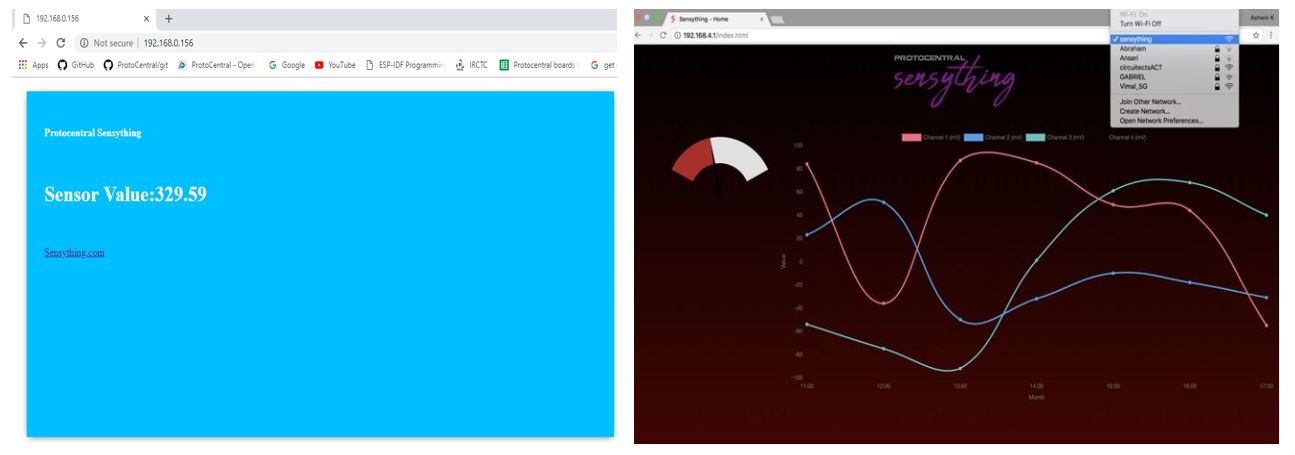 192.168.0.156
Not secure 192.168.0.156
Apps GitHub ProtoCentral/git ProtoCentral - Open Google YouTube ESP-IDF Programmin IRCTC Protocentral boards get
Protocentral Sensything
Sensor Value:329.59
Sensything.com
Sensything - Home
Ashwin K
192.168.4.1/index.html
Wi-Fi: On
Turn Wi-Fi Off
sensything
Abraham
Ansari
circuitectsACT
GABRIEL
Vimal_SG
Join Other Network...
Create Network...
Open Network Preferences...
PROTOCENTRAL
sensything
Channel 1 (mV) Channel 2 (mV) Channel 3 (mV) Channel 4 (mV)
100
80
60
40
20
0
-20
-40
-60
-80
-100
Value
11:00 12:00 13:00 14:00 15:00 16:00 17:00
Month